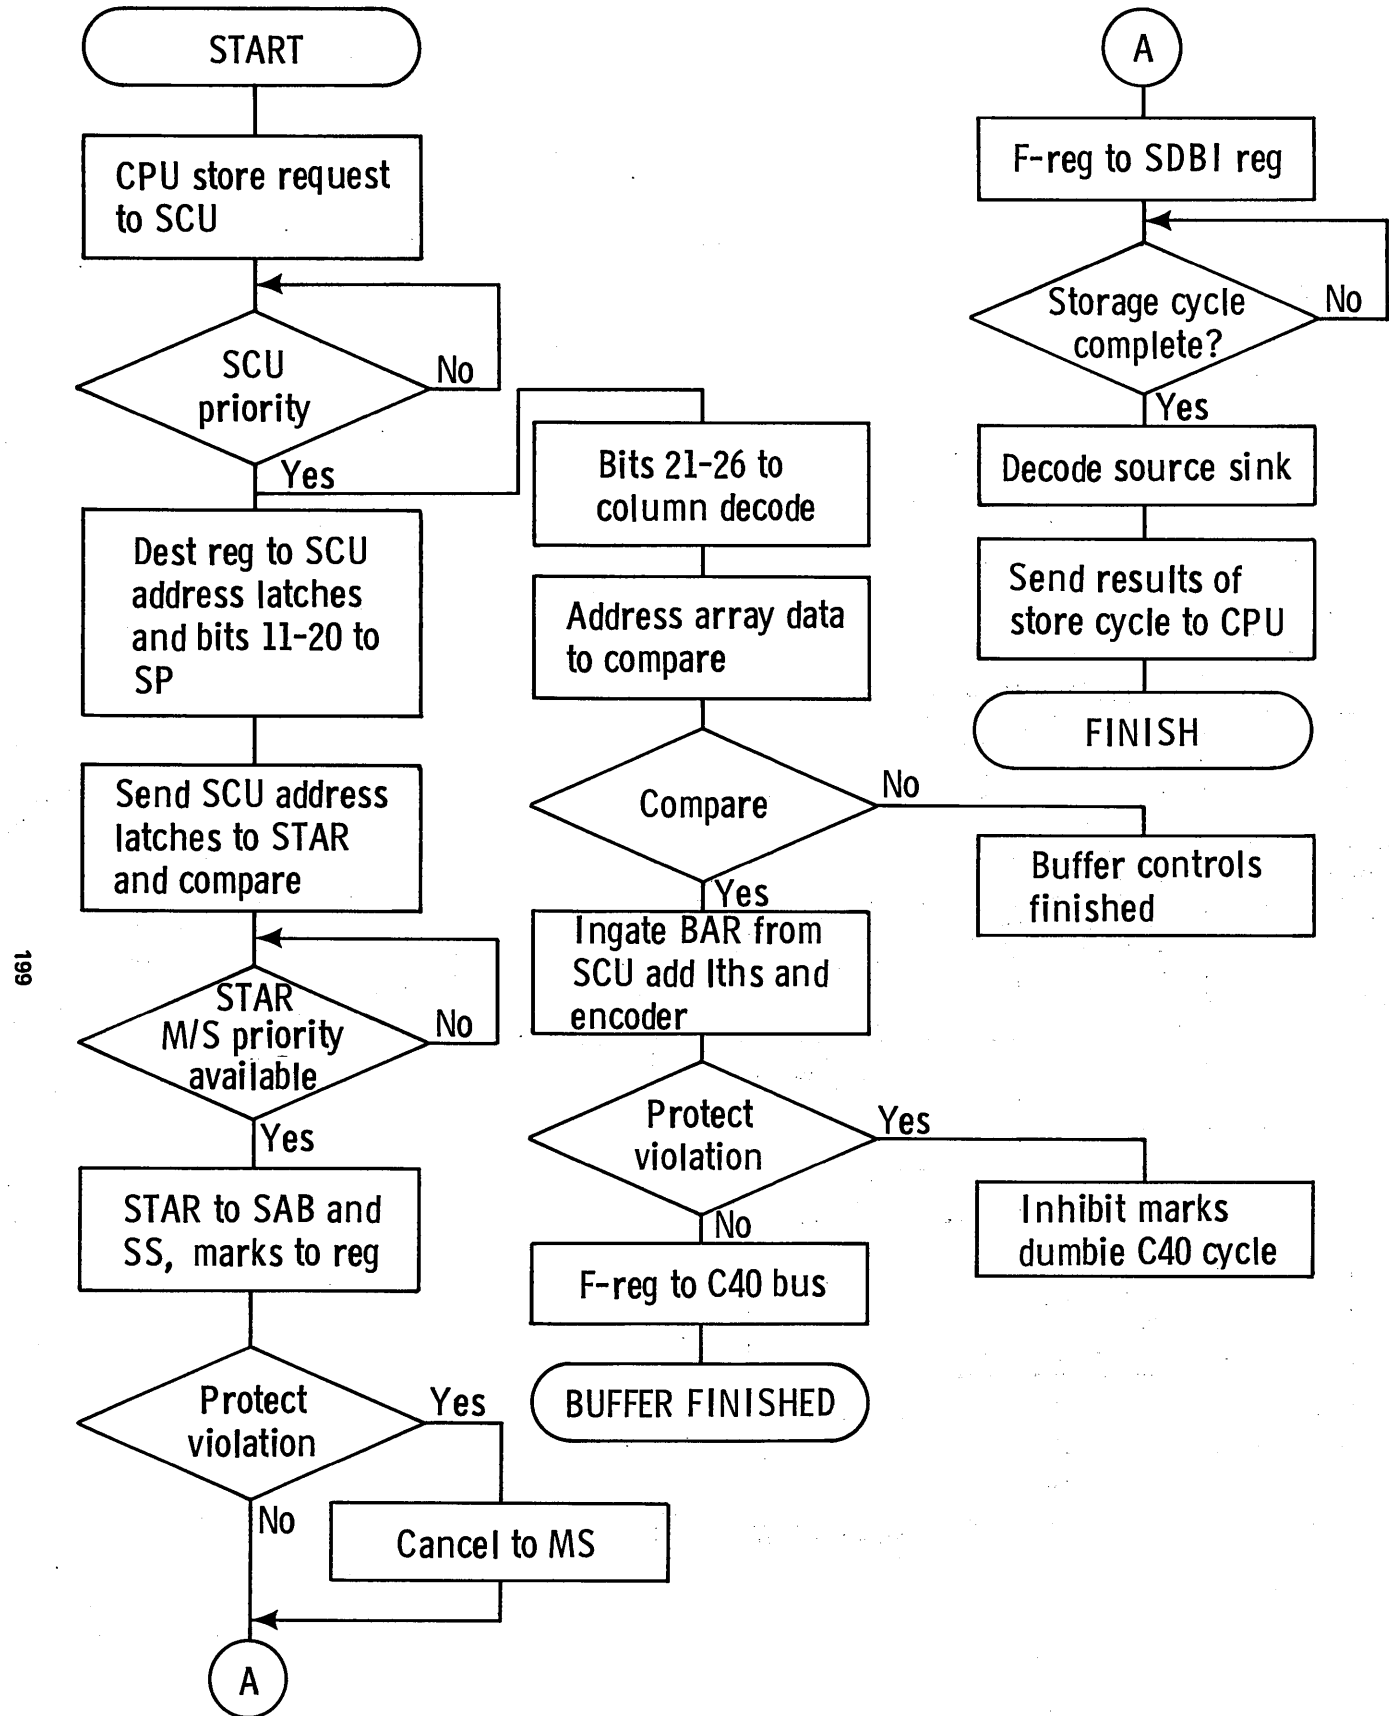 START
CPU store request
to SCU
SCU
priority
No
Yes
Dest reg to SCU
address latches
and bits 11-20 to
SP
Send SCU address
latches to STAR
and compare
STAR
M/S priority
available
No
Yes
STAR to SAB and
SS, marks to reg
Protect
violation
Yes
No
Cancel to MS
A
Bits 21-26 to
column decode
Address array data
to compare
Compare
No
Yes
Buffer controls
finished
Ingate BAR from
SCU add lths and
encoder
Protect
violation
Yes
No
Inhibit marks
dumbie C40 cycle
F-reg to C40 bus
BUFFER FINISHED
A
F-reg to SDBI reg
Storage cycle
complete?
No
Yes
Decode source sink
Send results of
store cycle to CPU
FINISH
199